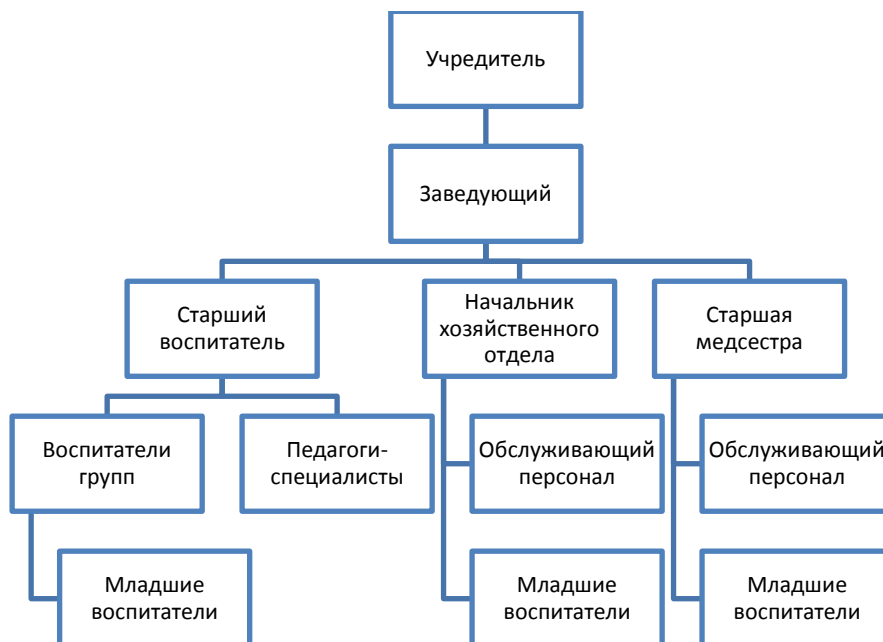 Учредитель
Заведующий
Старший
воспитатель
Начальник
хозяйственного
отдела
Старшая
медсестра
Воспитатели
групп
Педагоги-
специалисты
Обслуживающий
персонал
Обслуживающий
персонал
Младшие
воспитатели
Младшие
воспитатели
Младшие
воспитатели